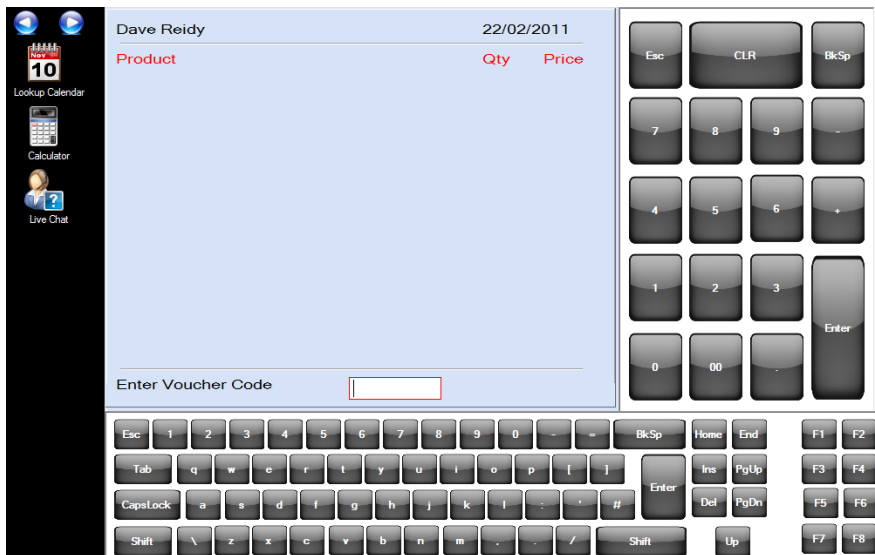 Dave Reidy 22/02/2011
Product Qty Price
Enter Voucher Code
Nov
10
Lookup Calendar
Calculator
?
Live Chat
Esc CLR BkSp
7 8 9 -
4 5 6 +
1 2 3
Enter
0 00 .
Esc 1 2 3 4 5 6 7 8 9 0 - = BkSp Home End F1 F2
Tab q w e r t y u i o p [ ] Ins PgUp F3 F4
Enter
CapsLock a s d f g h j k l : ' # Del PgDn F5 F6
Shift \ z x c v b n m . . / Shift Up F7 F8